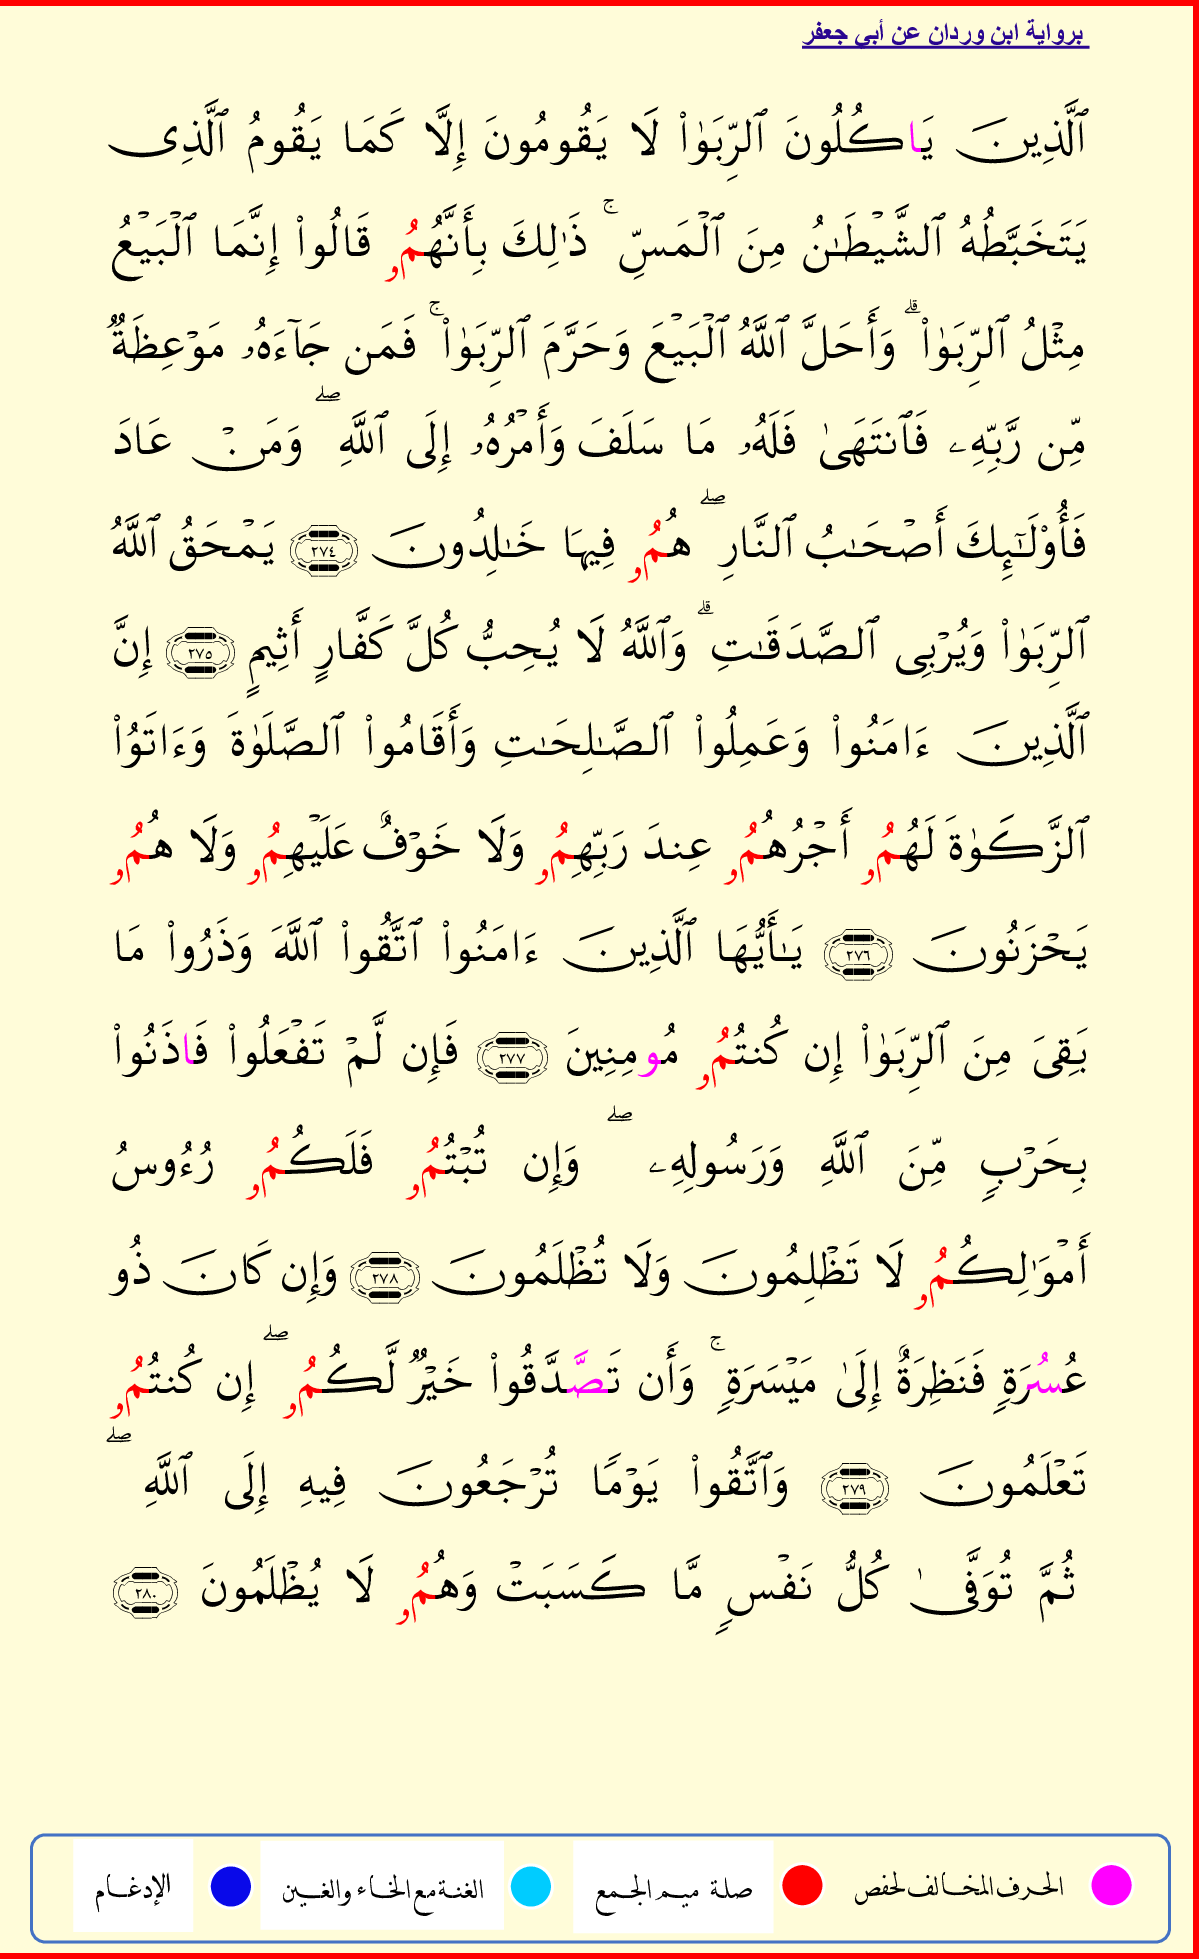 برواية ابن وردان عن أبي جعفر
ٱلَّذِينَ يَاكُلُونَ ٱلرِّبَوٰا۟ لَا يَقُومُونَ إِلَّا كَمَا يَقُومُ ٱلَّذِى
يَتَخَبَّطُهُ ٱلشَّيْطَٰنُ مِنَ ٱلْمَسِّ ۚ ذَٰلِكَ بِأَنَّهُمُۥ قَالُوا۟ إِنَّمَا ٱلْبَيْعُ
مِثْلُ ٱلرِّبَوٰا۟ ۗ وَأَحَلَّ ٱللَّهُ ٱلْبَيْعَ وَحَرَّمَ ٱلرِّبَوٰا۟ ۚ فَمَن جَآءَهُۥ مَوْعِظَةٌ
مِّن رَّبِّهِۦ فَٱنتَهَىٰ فَلَهُۥ مَا سَلَفَ وَأَمْرُهُۥ إِلَى ٱللَّهِ ۖ وَمَنْ عَادَ
فَأُو۟لَٰٓئِكَ أَصْحَٰبُ ٱلنَّارِ ۖ هُمُۥ فِيهَا خَٰلِدُونَ ٢٧٤ يَمْحَقُ ٱللَّهُ
ٱلرِّبَوٰا۟ وَيُرْبِى ٱلصَّدَقَٰتِ ۗ وَٱللَّهُ لَا يُحِبُّ كُلَّ كَفَّارٍ أَثِيمٍ ٢٧٥ إِنَّ
ٱلَّذِينَ ءَامَنُوا۟ وَعَمِلُوا۟ ٱلصَّٰلِحَٰتِ وَأَقَامُوا۟ ٱلصَّلَوٰةَ وَءَاتَوُا۟
ٱلزَّكَوٰةَ لَهُمُۥ أَجْرُهُمُۥ عِندَ رَبِّهِمُۥ وَلَا خَوْفٌ عَلَيْهِمُۥ وَلَا هُمُۥ
يَحْزَنُونَ ٢٧٦ يَٰٓأَيُّهَا ٱلَّذِينَ ءَامَنُوا۟ ٱتَّقُوا۟ ٱللَّهَ وَذَرُوا۟ مَا
بَقِىَ مِنَ ٱلرِّبَوٰا۟ إِن كُنتُمُۥ مُومِنِينَ ٢٧٧ فَإِن لَّمْ تَفْعَلُوا۟ فَاذَنُوا۟
بِحَرْبٍ مِّنَ ٱللَّهِ وَرَسُولِهِۦ ۖ وَإِن تُبْتُمُۥ فَلَكُمُۥ رُءُوسُ
أَمْوَٰلِكُمُۥ لَا تَظْلِمُونَ وَلَا تُظْلَمُونَ ٢٧٨ وَإِن كَانَ ذُو
عُسُرَةٍ فَنَظِرَةٌ إِلَىٰ مَيْسَرَةٍ ۚ وَأَن تَصَّدَّقُوا۟ خَيْرٌ لَّكُمُۥ ۖ إِن كُنتُمُۥ
تَعْلَمُونَ ٢٧٩ وَٱتَّقُوا۟ يَوْمًا تُرْجَعُونَ فِيهِ إِلَى ٱللَّهِ ۖ
ثُمَّ تُوَفَّىٰ كُلُّ نَفْسٍ مَّا كَسَبَتْ وَهُمُۥ لَا يُظْلَمُونَ ٢٨٠
الحرف المخالف لحفص صلة ميم الجمع الغنة مع الخاء والغين الإدغام